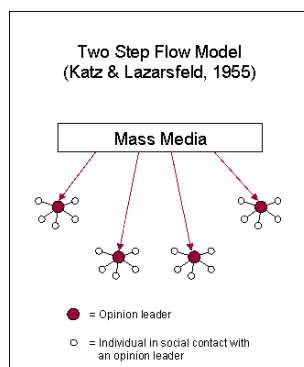 Two Step Flow Model
(Katz & Lazarsfeld, 1955)
Mass Media
= Opinion leader
= Individual in social contact with
an opinion leader